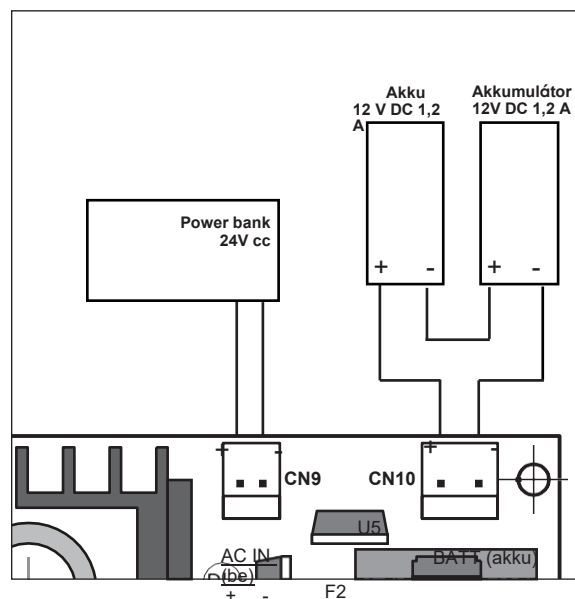 Akku
12 V DC 1,2
A
Akkumulátor
12V DC 1,2 A
Power bank
24V cc
+ - + -
+ -
CN9
+ -
CN10
U5
AC IN
(be)
+ -
BATT (akku)
F2